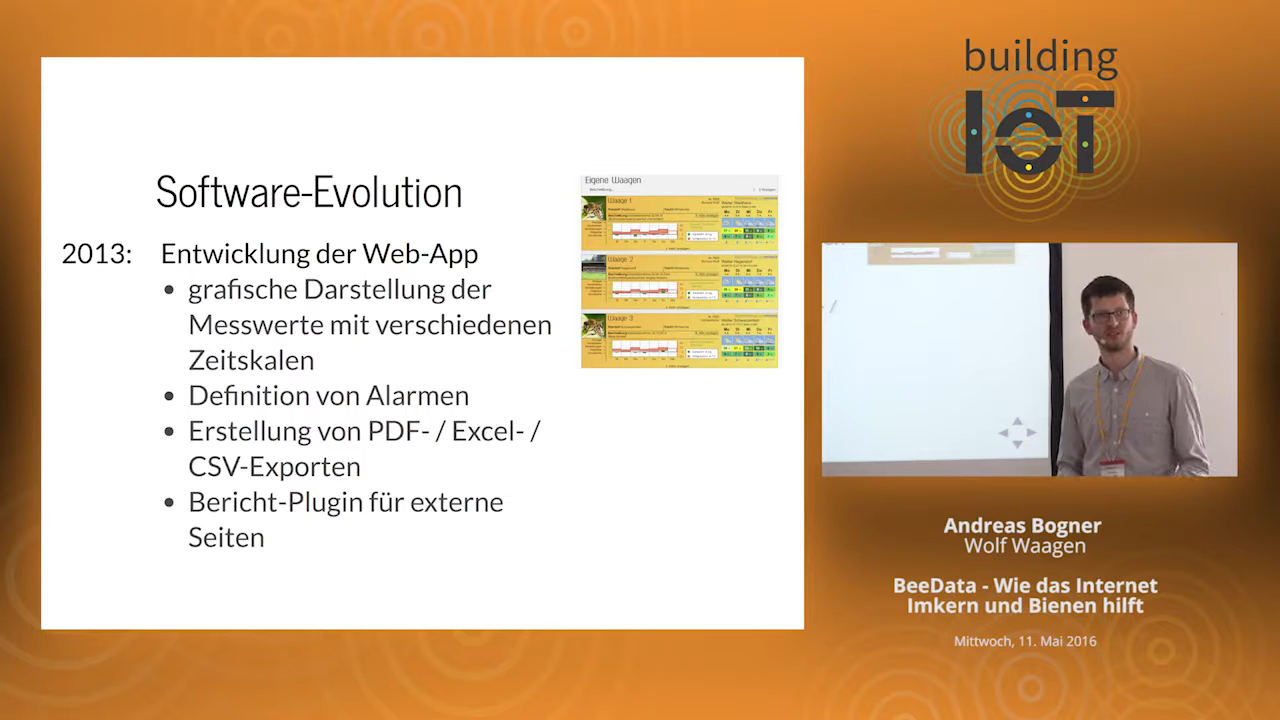 building
IoT
Software-Evolution
2013: Entwicklung der Web-App
• grafische Darstellung der
Messwerte mit verschiedenen
Zeitskalen
• Definition von Alarmen
• Erstellung von PDF- / Excel- /
CSV-Exporten
• Bericht-Plugin für externe
Seiten
Eigene Waagen
Waage 1
Waage 2
Waage 3
Andreas Bogner
Wolf Waagen
BeeData - Wie das Internet
Imkern und Bienen hilft
Mittwoch, 11. Mai 2016